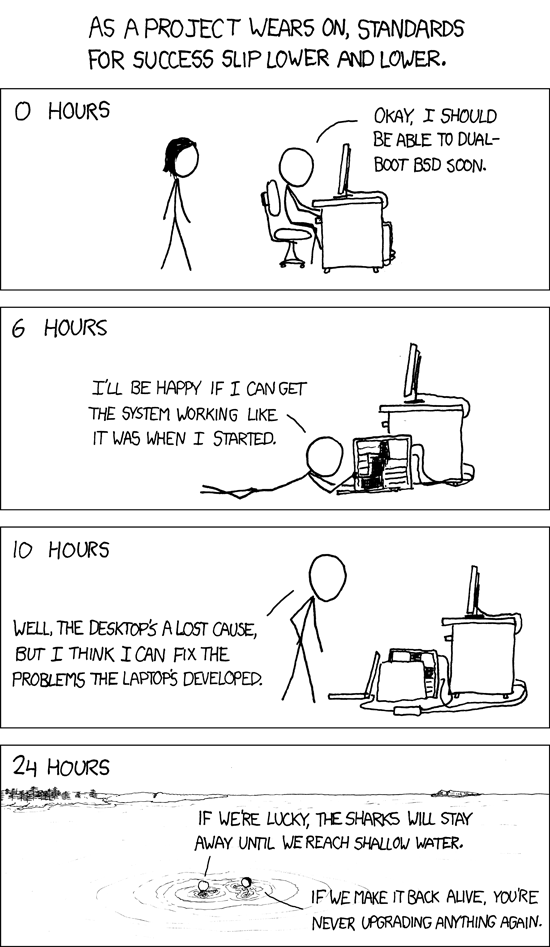 AS A PROJECT WEARS ON, STANDARDS
FOR SUCCESS SLIP LOWER AND LOWER.
0 HOURS
OKAY, I SHOULD
BE ABLE TO DUAL-
BOOT BSD SOON.
6 HOURS
I'LL BE HAPPY IF I CAN GET
THE SYSTEM WORKING LIKE
IT WAS WHEN I STARTED.
10 HOURS
WELL, THE DESKTOP'S A LOST CAUSE,
BUT I THINK I CAN FIX THE
PROBLEMS THE LAPTOP'S DEVELOPED.
24 HOURS
IF WE'RE LUCKY, THE SHARKS WILL STAY
AWAY UNTIL WE REACH SHALLOW WATER.
IF WE MAKE IT BACK ALIVE, YOU'RE
NEVER UPGRADING ANYTHING AGAIN.